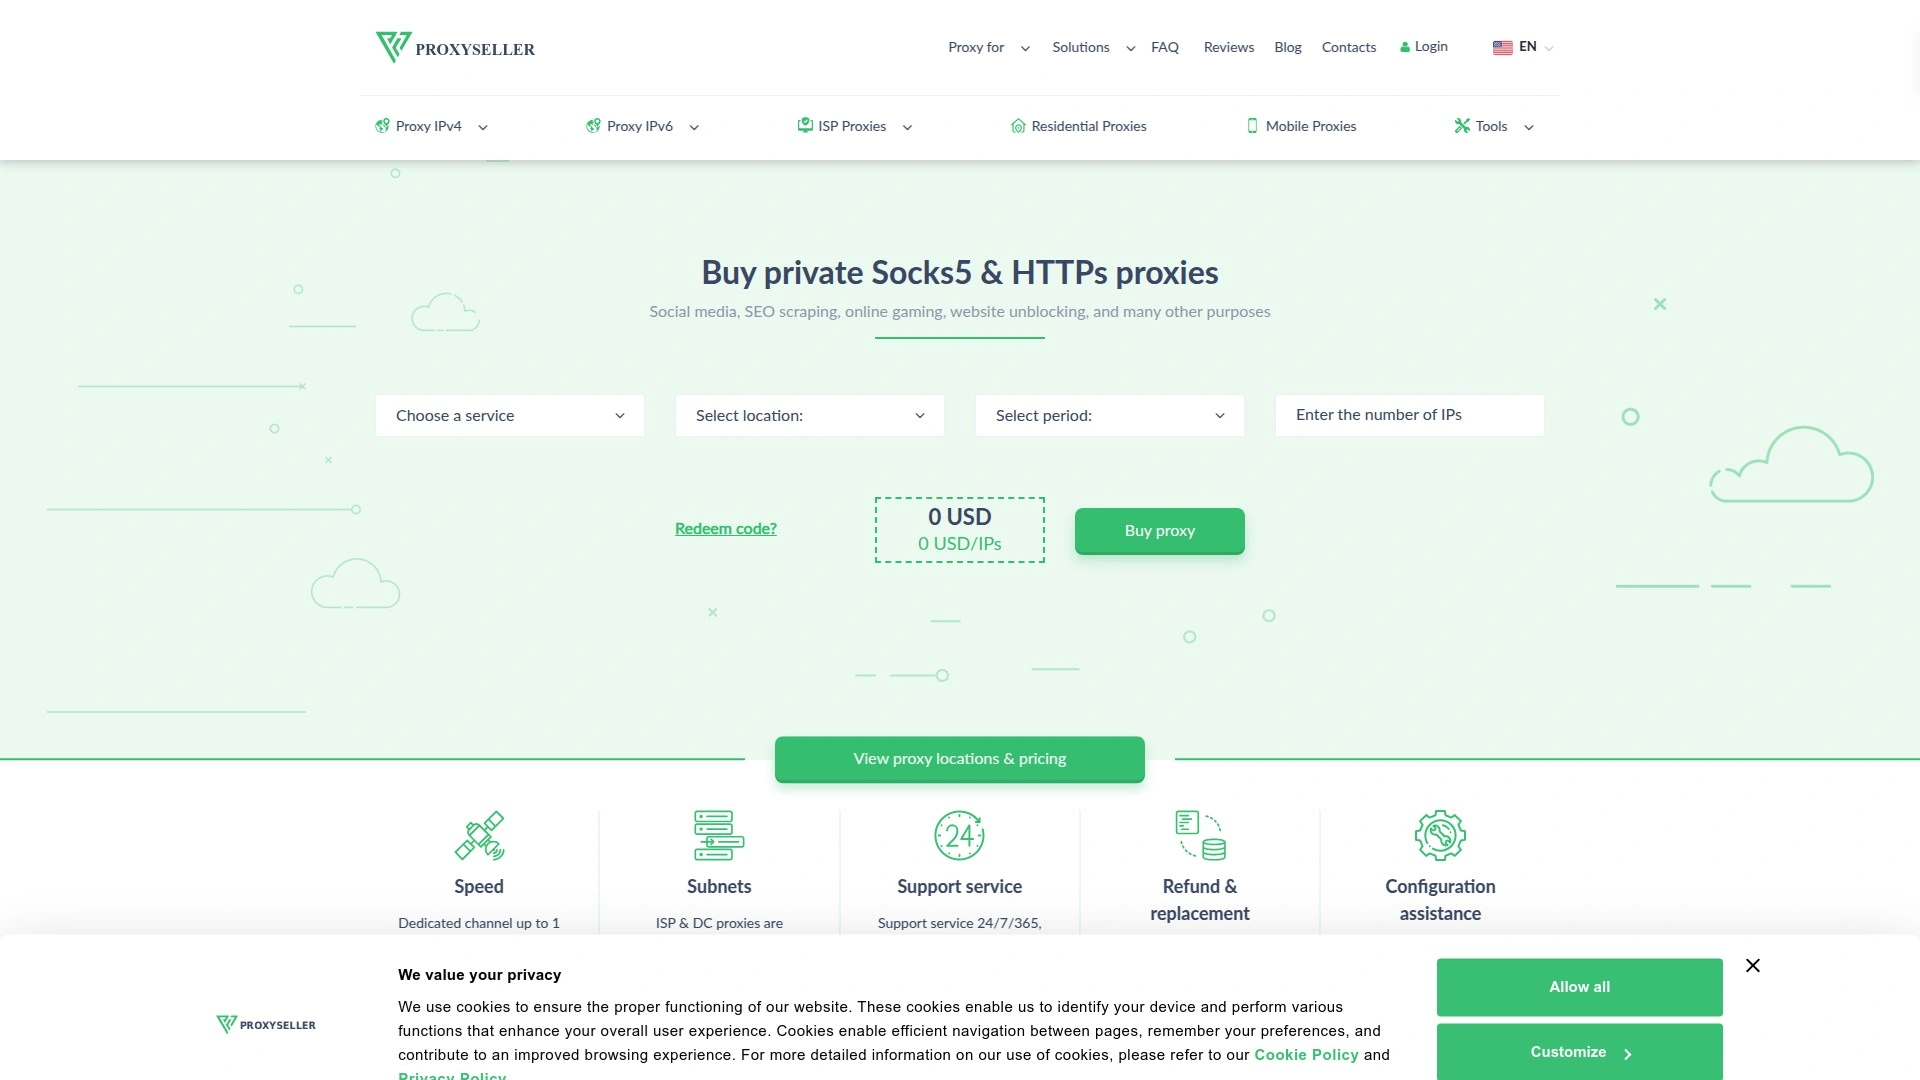 PROXYSELLER
Proxy for
Solutions
FAQ
Reviews
Blog
Contacts
Login
EN
Proxy IPv4
Proxy IPv6
ISP Proxies
Residential Proxies
Mobile Proxies
Tools
Buy private Socks5 & HTTPs proxies
Social media, SEO scraping, online gaming, website unblocking, and many other purposes
Choose a service
Select location:
Select period:
Enter the number of IPs
Redeem code?
0 USD
0 USD/IPs
Buy proxy
View proxy locations & pricing
24
Speed
Subnets
Support service
Refund &
replacement
Configuration
assistance
Dedicated channel up to 1
ISP & DC proxies are
Support service 24/7/365,
We value your privacy
We use cookies to ensure the proper functioning of our website. These cookies enable us to identify your device and perform various
functions that enhance your overall user experience. Cookies enable efficient navigation between pages, remember your preferences, and
contribute to an improved browsing experience. For more detailed information on our use of cookies, please refer to our Cookie Policy and
Privacy Policy.
PROXYSELLER
Allow all
Customize